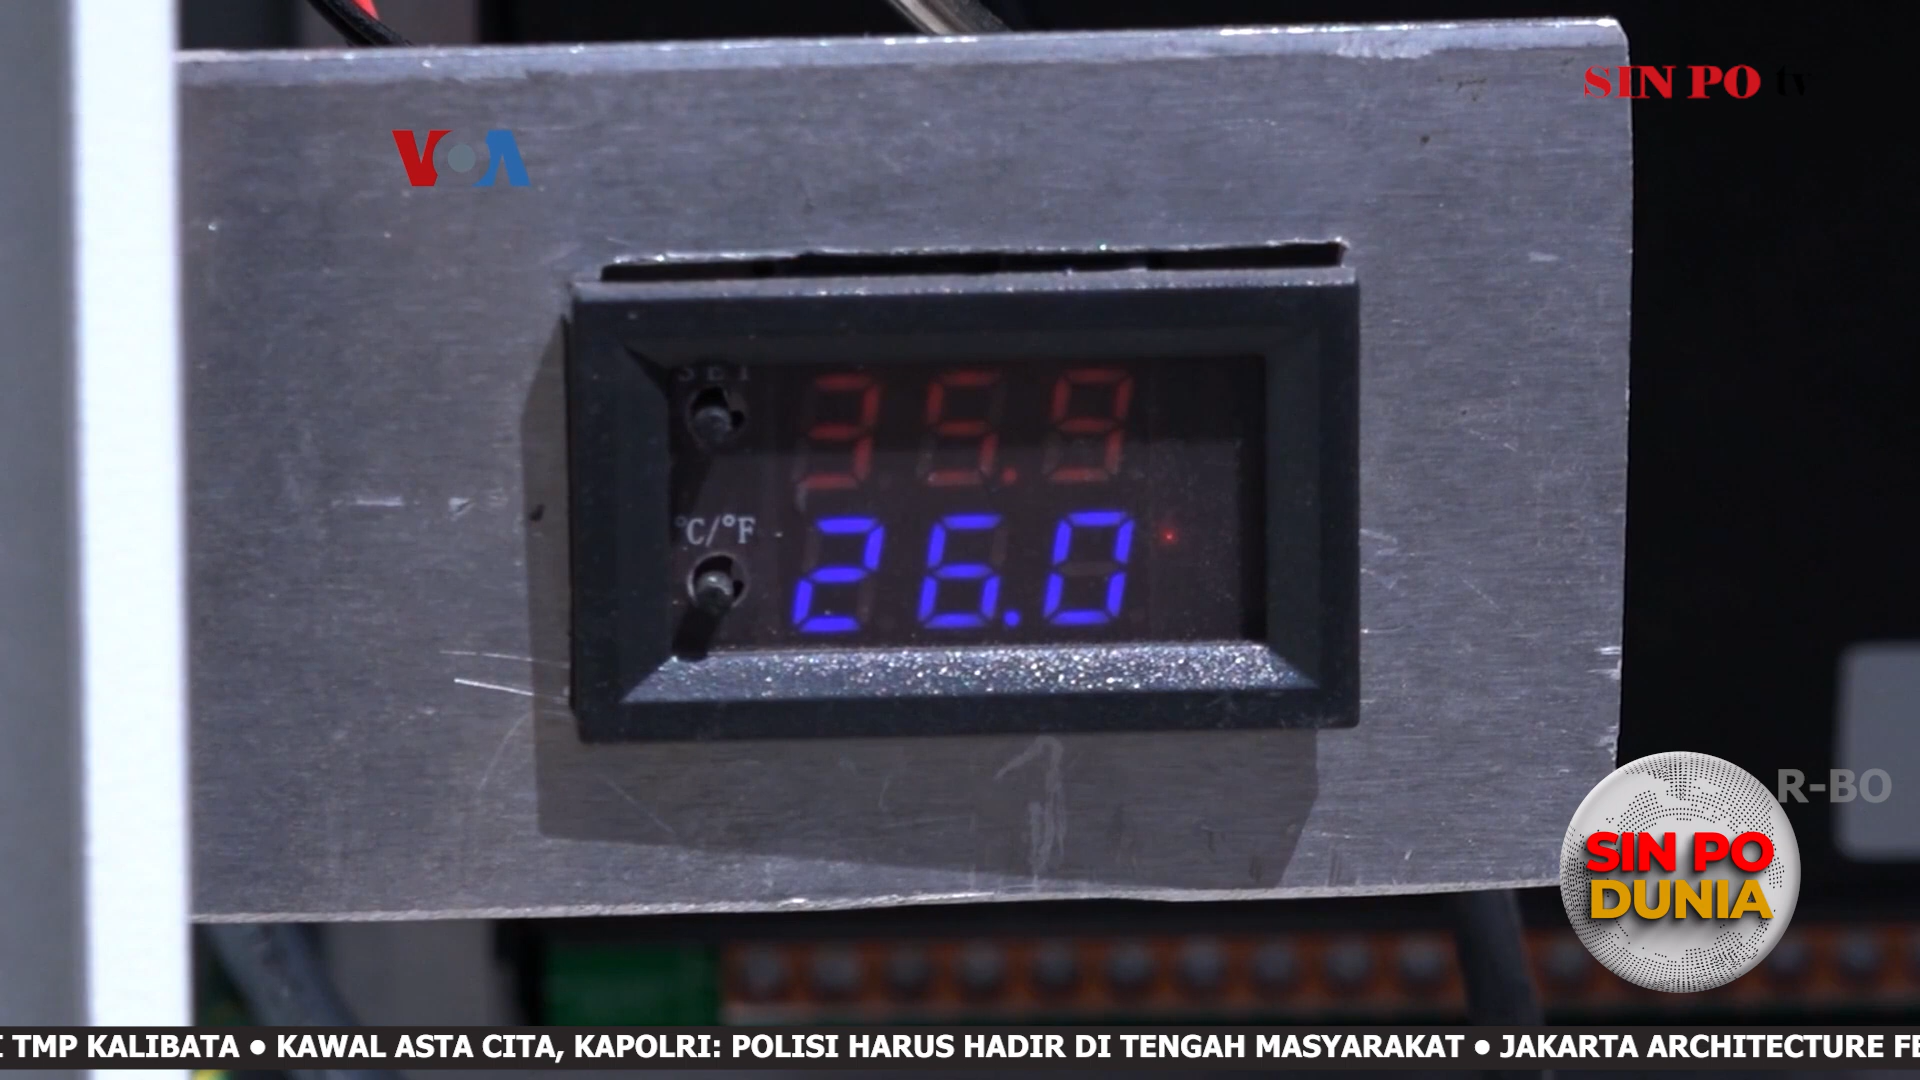 SIN PO tv
VOA
SET
35.9
°C/°F
26.0
R-BO
SIN PO
DUNIA
TMP KALIBATA ● KAWAL ASTA CITA, KAPOLRI: POLISI HARUS HADIR DI TENGAH MASYARAKAT ● JAKARTA ARCHITECTURE